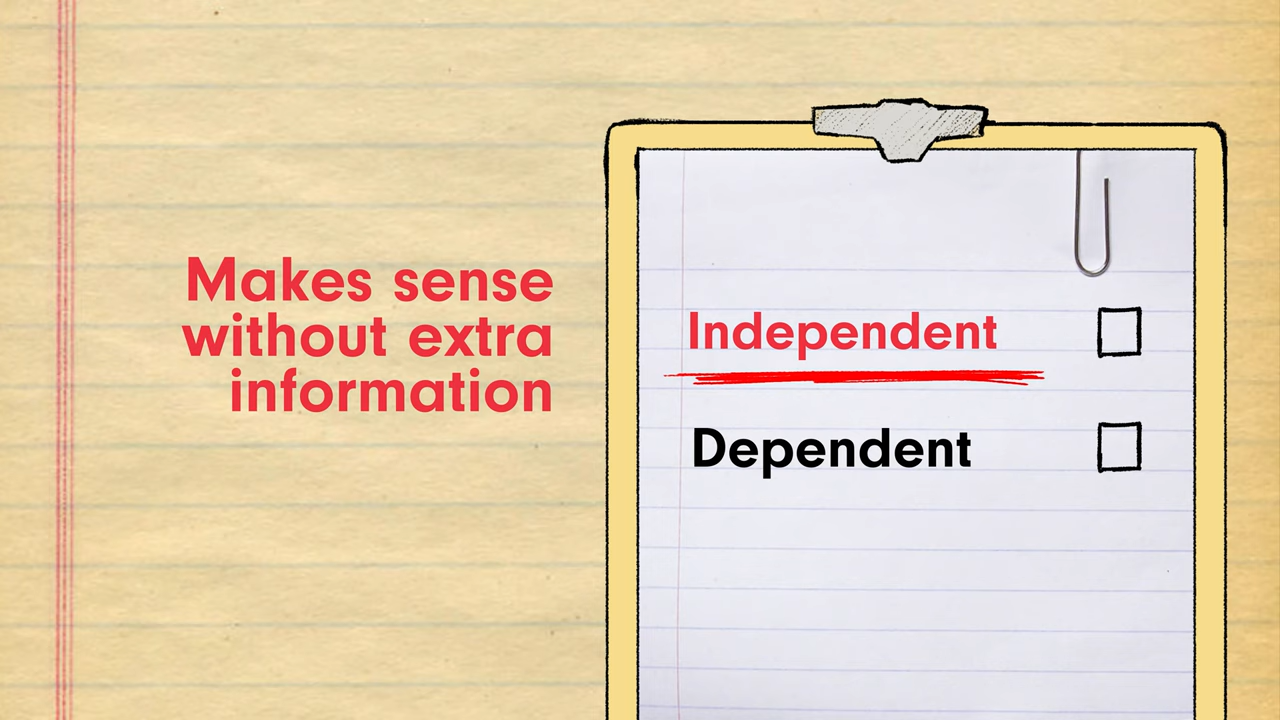 Makes sense
without extra
information
Independent
Dependent